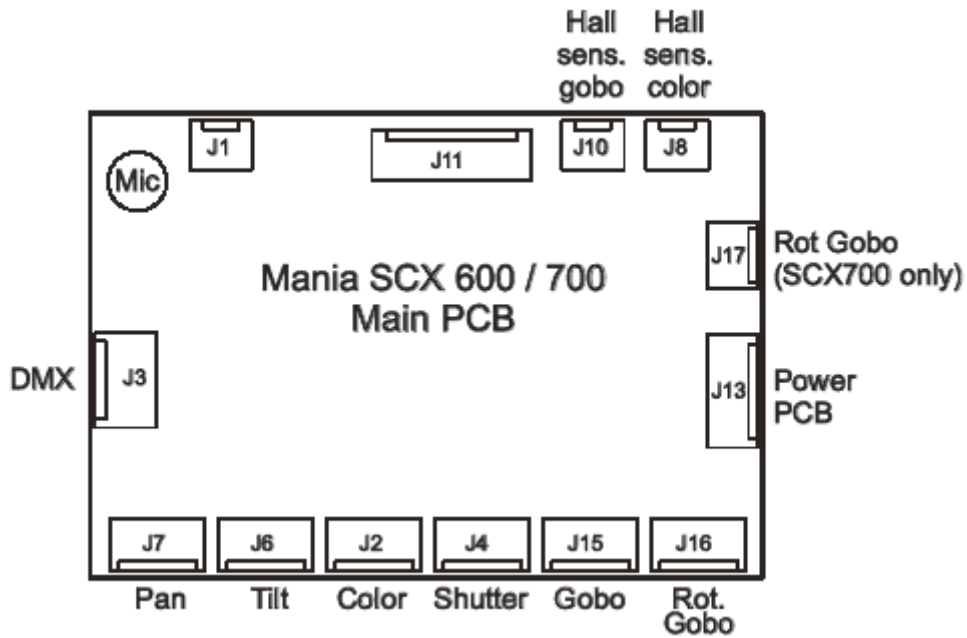 Hall Hall
sens. sens.
gobo color
J1
J11
J10
J8
Mic
J17
Rot Gobo
(SCX700 only)
Mania SCX 600 / 700
Main PCB
DMX
J3
J13
Power
PCB
J7
J6
J2
J4
J15
J16
Pan
Tilt
Color
Shutter
Gobo
Rot.
Gobo